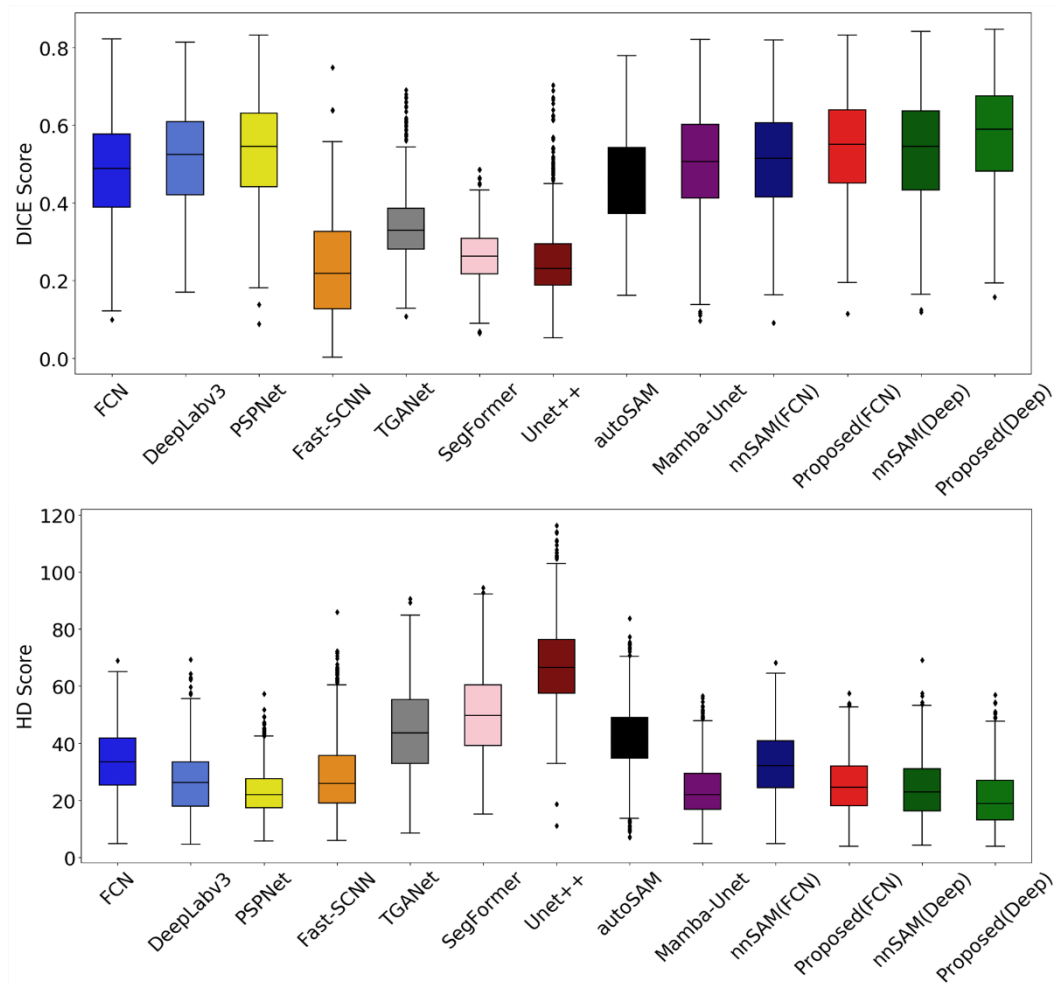 DICE Score
0.8
0.6
0.4
0.2
0.0
FCN
DeepLabv3
PSPNet
Fast-SCNN
TGANet
SegFormer
Unet++
autoSAM
Mamba-Unet
nnSAM(FCN)
Proposed(FCN)
nnSAM(Deep)
Proposed(Deep)
HD Score
120
100
80
60
40
20
0
FCN
DeepLabv3
PSPNet
Fast-SCNN
TGANet
SegFormer
Unet++
autoSAM
Mamba-Unet
nnSAM(FCN)
Proposed(FCN)
nnSAM(Deep)
Proposed(Deep)